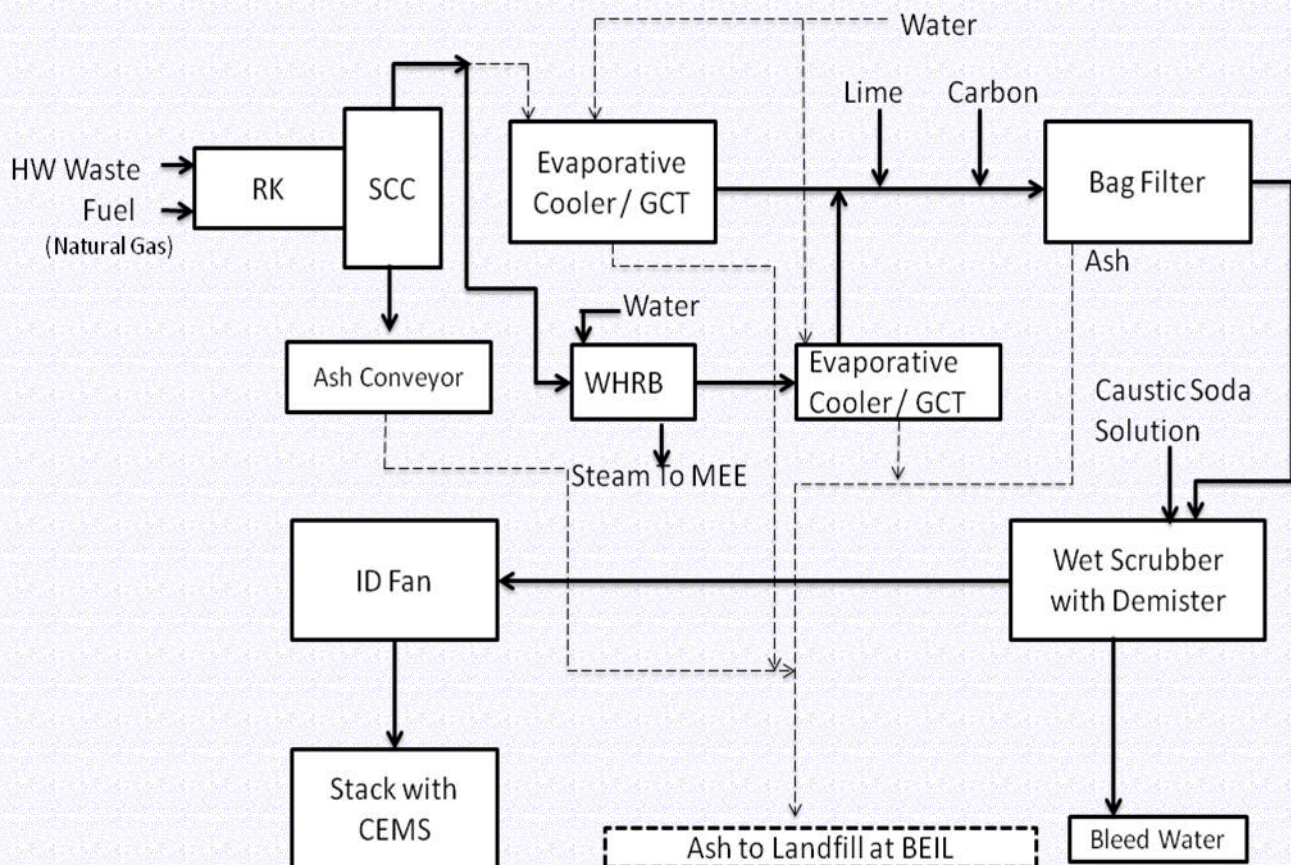 Water
Lime
Carbon
HW Waste
Fuel
(Natural Gas)
RK
SCC
Evaporative
Cooler / GCT
Bag Filter
Ash
Water
Ash Conveyor
WHRB
Evaporative
Cooler / GCT
Caustic Soda
Solution
Steam To MEE
ID Fan
Wet Scrubber
with Demister
Stack with
CEMS
Ash to Landfill at BEIL
Bleed Water